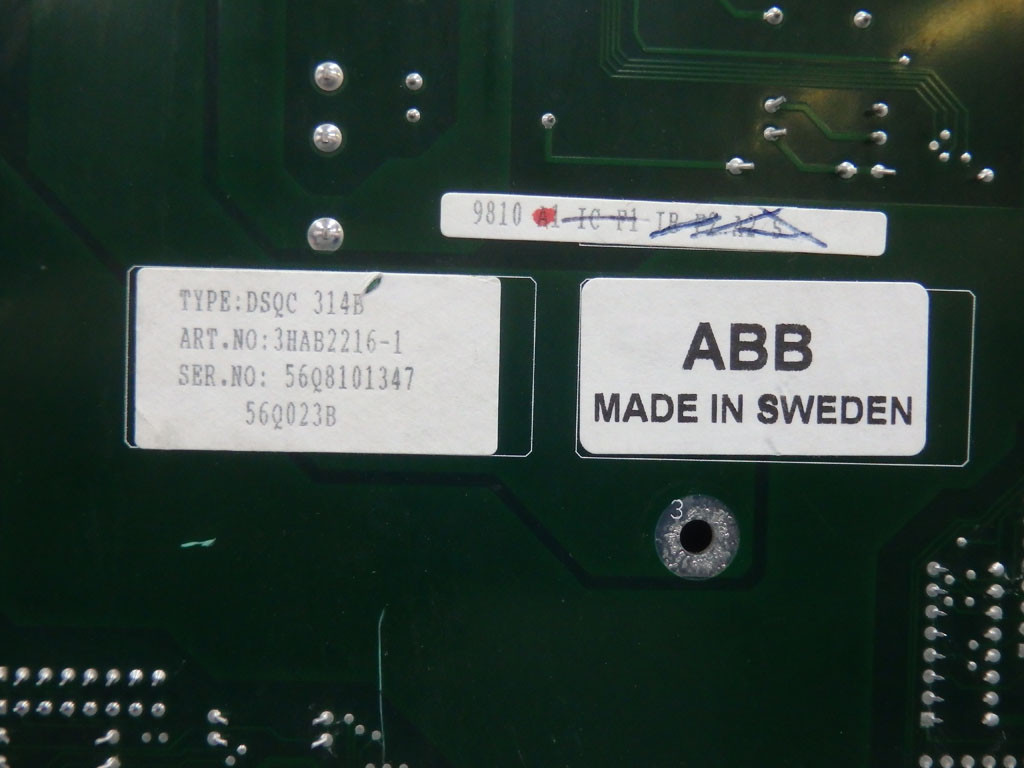 9810 A1 IC P1 IB P2 A2 S
TYPE:DSQC 314B
ART.NO:3HAB2216-1
SER.NO: 56Q8101347
56Q023B
ABB
MADE IN SWEDEN
3